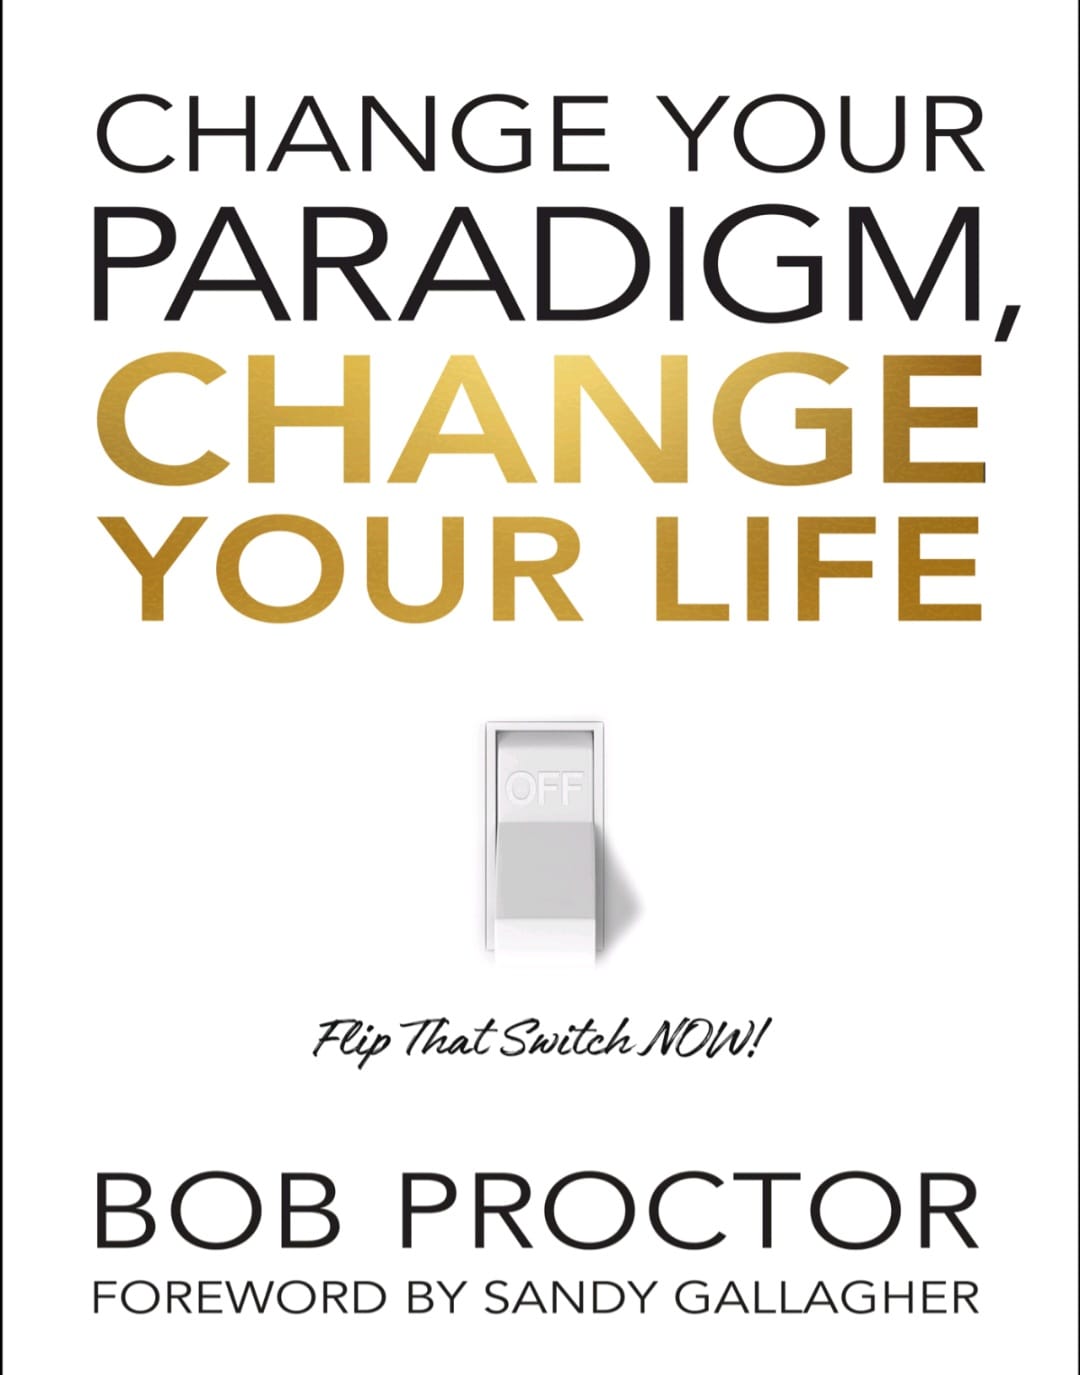 CHANGE YOUR
PARADIGM,
CHANGE
YOUR LIFE
OFF
Flip That Switch NOW!
BOB PROCTOR
FOREWORD BY SANDY GALLAGHER